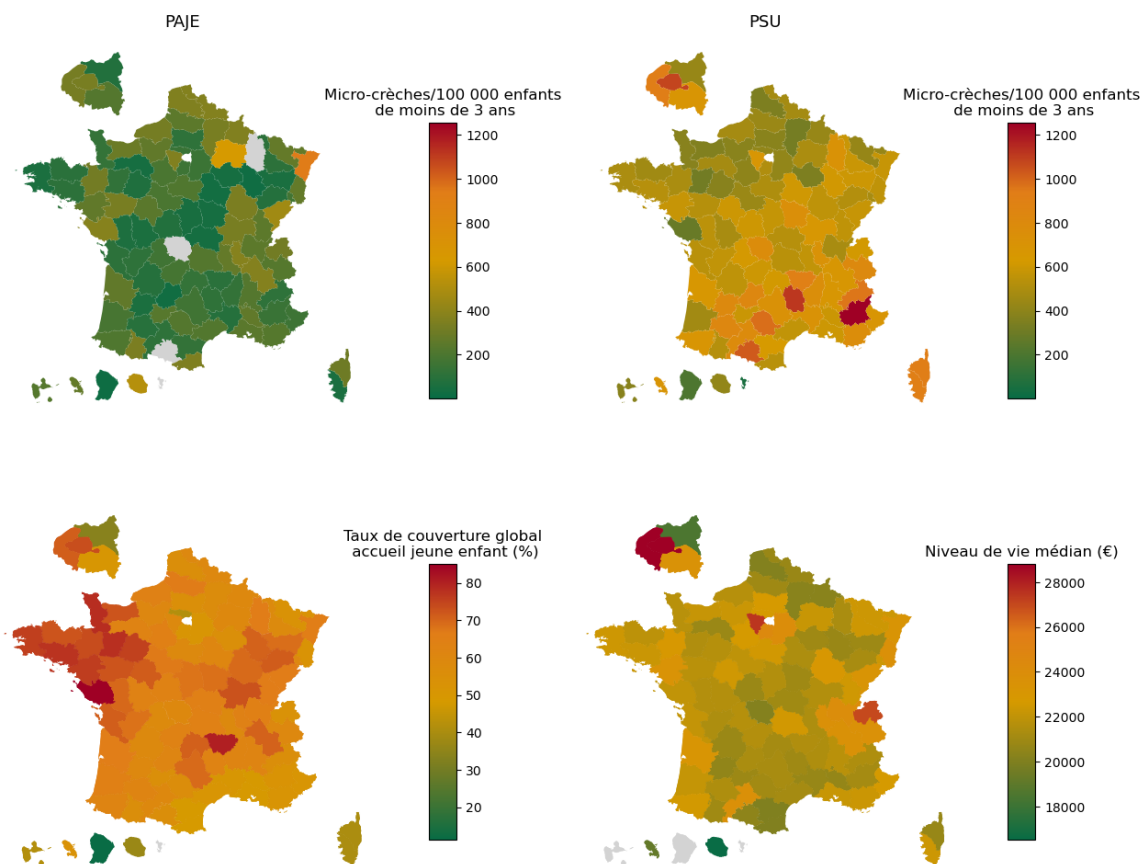 PAJE
PSU
Micro-crèches/100 000 enfants
de moins de 3 ans
1200
1000
800
600
400
200
Micro-crèches/100 000 enfants
de moins de 3 ans
1200
1000
800
600
400
200
Taux de couverture global
accueil jeune enfant (%)
80
70
60
50
40
30
20
Niveau de vie médian (€)
28000
26000
24000
22000
20000
18000